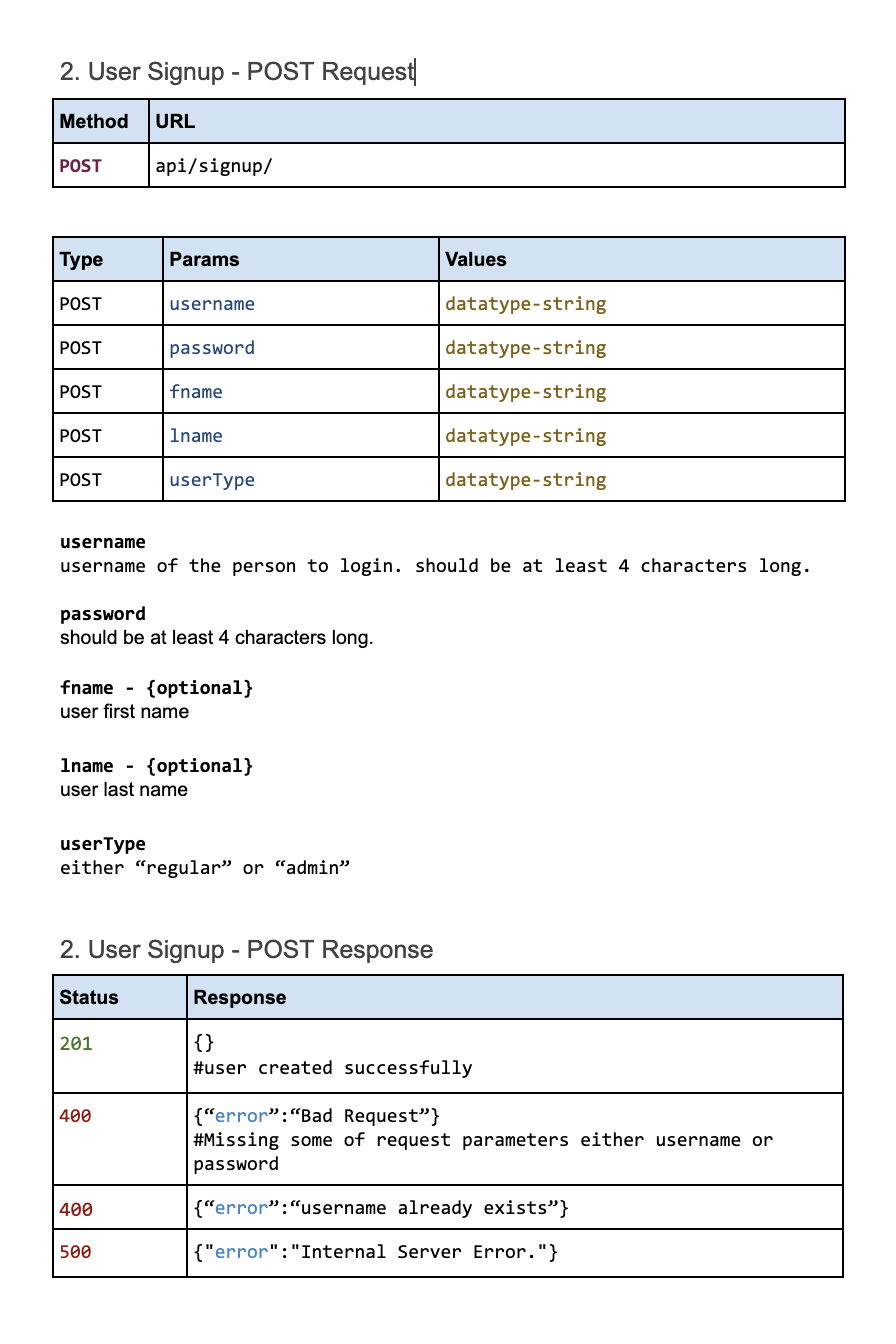 2. User Signup - POST Request
Method URL
POST api/signup/
Type Params Values
POST username datatype-string
POST password datatype-string
POST fname datatype-string
POST lname datatype-string
POST userType datatype-string
username
username of the person to login. should be at least 4 characters long.
password
should be at least 4 characters long.
fname - {optional}
user first name
lname - {optional}
user last name
userType
either “regular” or “admin”
2. User Signup - POST Response
Status Response
201 {}
#user created successfully
400 {“error”:“Bad Request”}
#Missing some of request parameters either username or
password
400 {“error”:“username already exists”}
500 {"error":"Internal Server Error."}